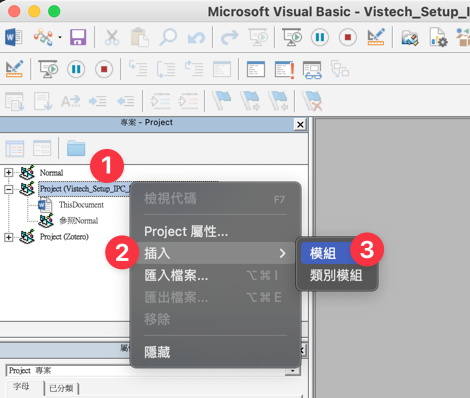 Microsoft Visual Basic - Vistech_Setup_I
專案 - Project
Normal
Project (Vistech_Setup_IPC_
ThisDocument
參照Normal
Project (Zotero)
1
檢視代碼 F7
Project 屬性...
2
插入
匯入檔案... ⌥⌘I
匯出檔案... ⌥⌘E
移除
隱藏
模組
3
類別模組
Project 專案
字母 已分類